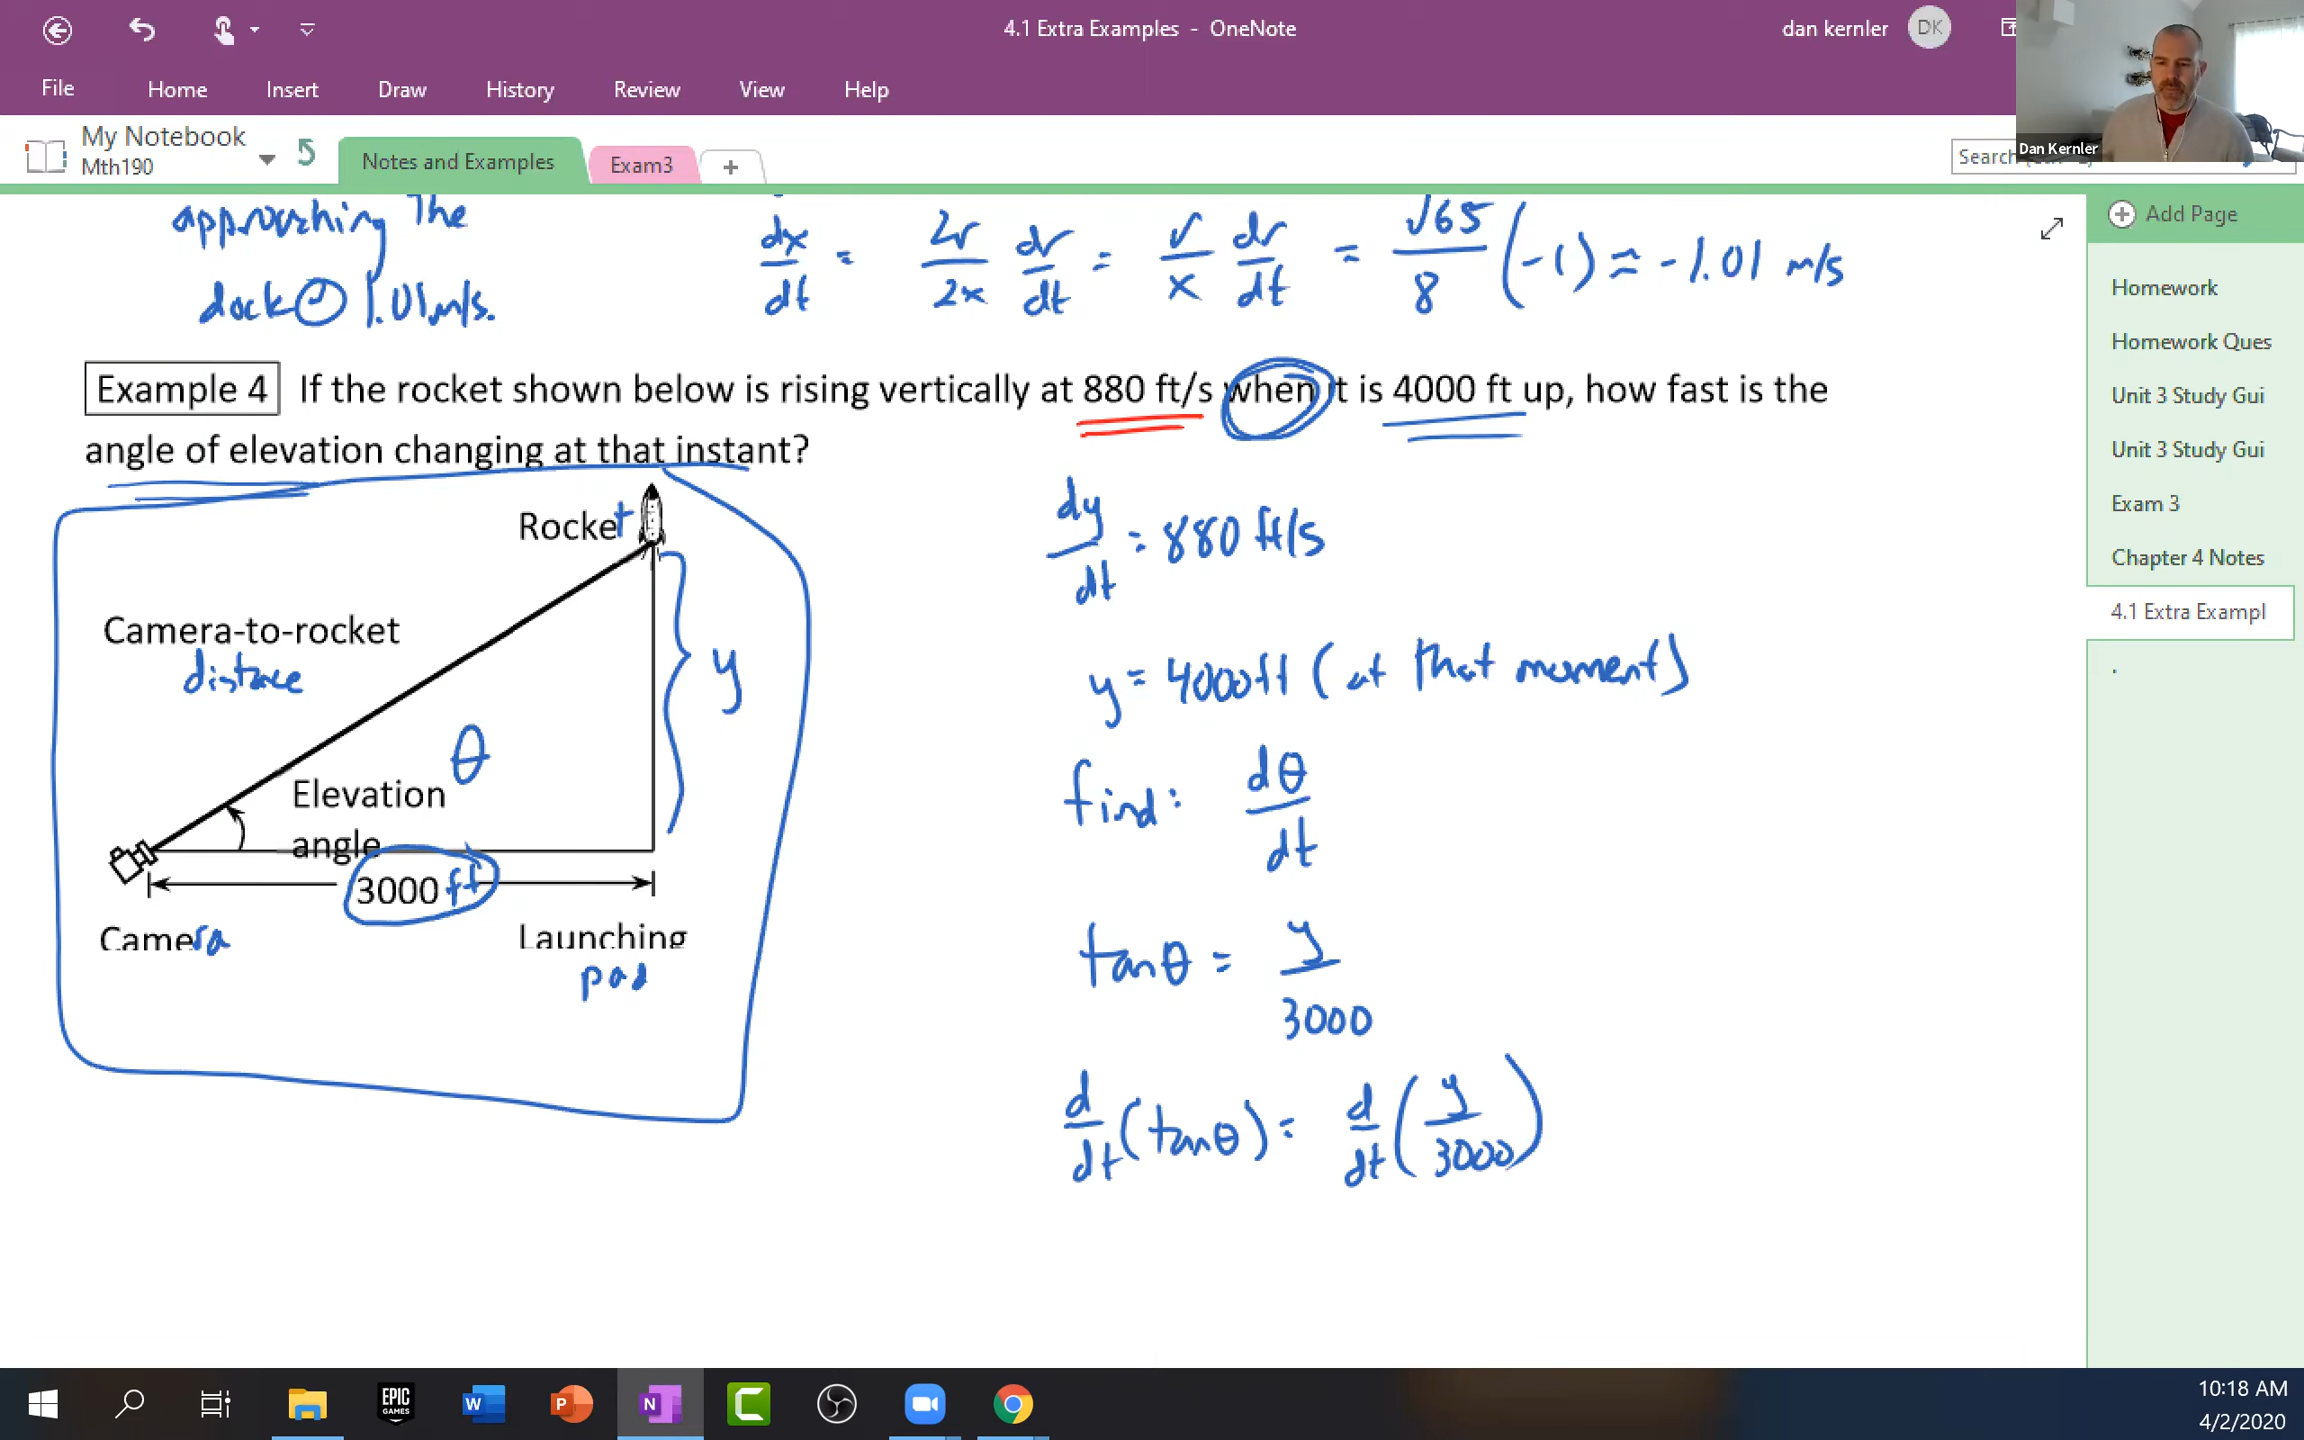 4.1 Extra Examples - OneNote
dan kernler DK
File Home Insert Draw History Review View Help
My Notebook
Mth190
Notes and Examples
Exam3
+
Search
Dan Kernler
Add Page
Homework
Homework Ques
Unit 3 Study Gui
Unit 3 Study Gui
Exam 3
Chapter 4 Notes
4.1 Extra Exampl
.
approaching the
dock @ 1.01 m/s.
dx/dt = 2r/2x dr/dt = r/x dr/dt = √65/8 (-1) ≈ -1.01 m/s
Example 4 If the rocket shown below is rising vertically at 880 ft/s when it is 4000 ft up, how fast is the
angle of elevation changing at that instant?
Rocket
Camera-to-rocket
distace
y
θ
Elevation
angle
3000 ft
Camera
Launching
pad
dy/dt = 880 ft/s
y = 4000ft (at that moment)
find: dθ/dt
tanθ = y/3000
d/dt (tanθ) = d/dt (y/3000)
EPIC
GAMES
W
P
N
C
10:18 AM
4/2/2020